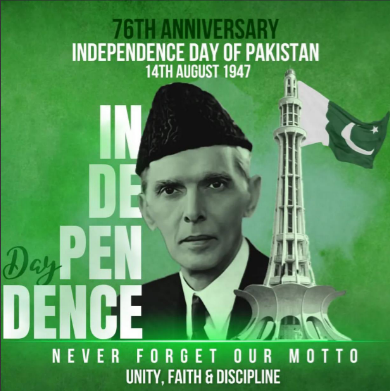 76TH ANNIVERSARY
INDEPENDENCE DAY OF PAKISTAN
14TH AUGUST 1947
IN
DE
PEN
Day
DENCE
NEVER FORGET OUR MOTTO
UNITY, FAITH & DISCIPLINE